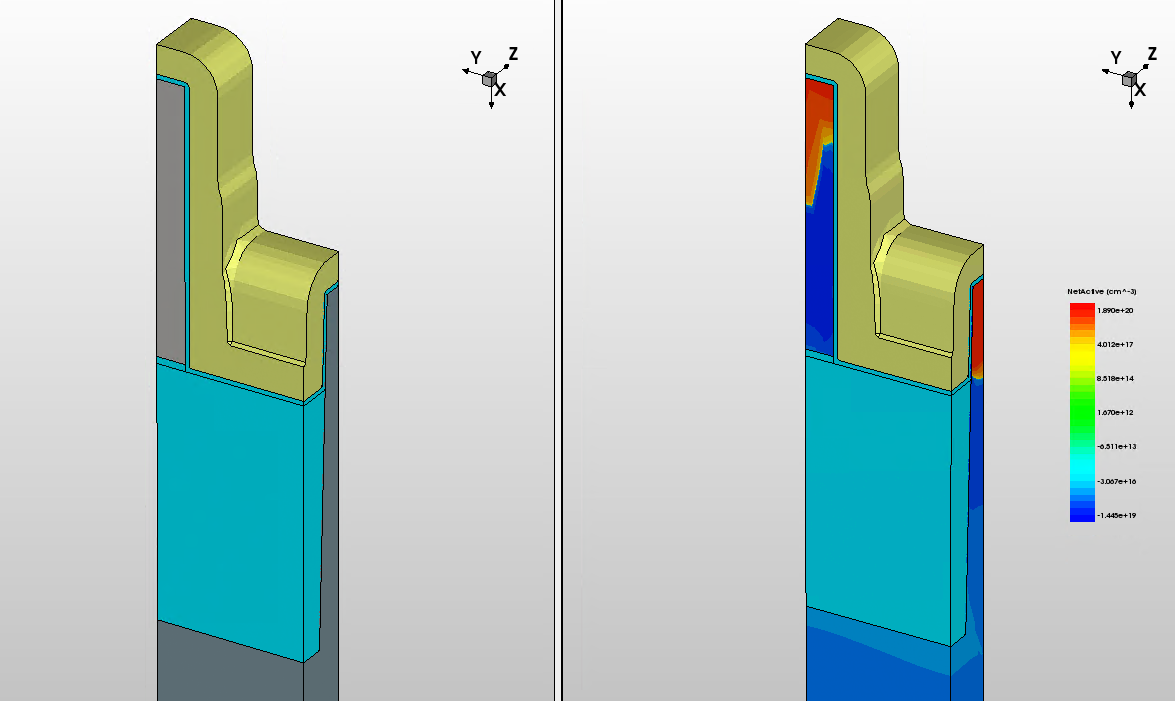 Y Z
X
Y Z
X
NetActive (cm^-3)
1.890e+20
4.012e+17
8.518e+14
1.670e+12
-6.511e+13
-3.067e+16
-1.445e+19